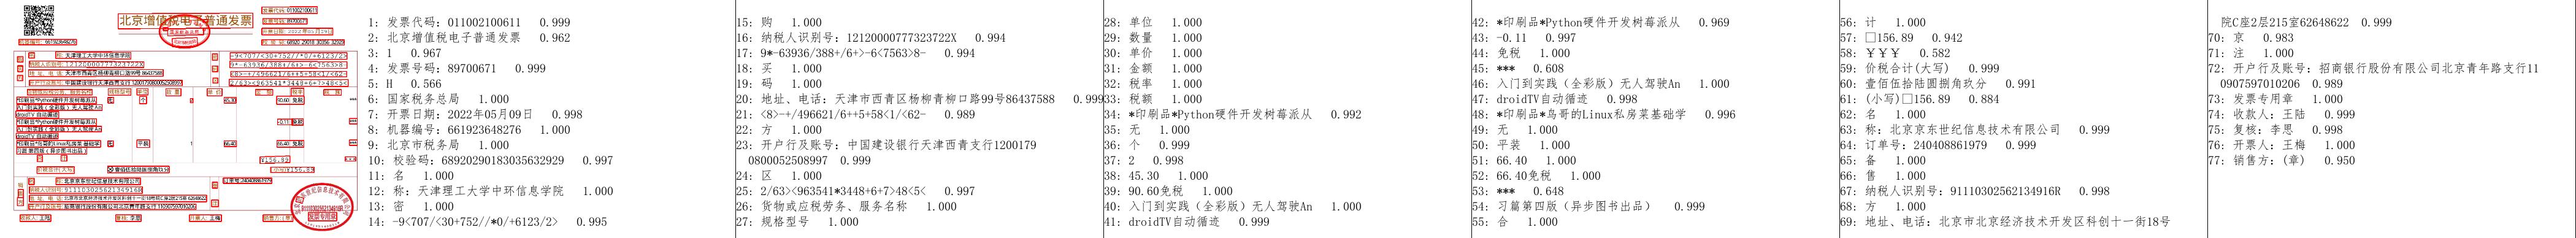 北京增值税电子普通发票
1: 发票代码：011002100611 0.999
2: 北京增值税电子普通发票 0.962
3: 1 0.967
4: 发票号码：89700671 0.999
5: H 0.566
6: 国家税务总局 1.000
7: 开票日期：2022年05月09日 0.998
8: 机器编号：661923648276 1.000
9: 北京市税务局 1.000
10: 校验码：68920290183035632929 0.997
11: 名 1.000
12: 称：天津理工大学中环信息学院 1.000
13: 密 1.000
14: -9<707/<30+752//*0/+6123/2> 0.995
15: 购 1.000
16: 纳税人识别号：12120000777323722X 0.994
17: 9*-63936/388+/6+>-6<7563>8- 0.994
18: 买 1.000
19: 码 1.000
20: 地址、电话：天津市西青区杨柳青柳口路99号86437588 0.999
21: <8>-+/496621/6++5+58<1/<62- 0.989
22: 方 1.000
23: 开户行及账号：中国建设银行天津西青支行1200179
0800052508997 0.999
24: 区 1.000
25: 2/63><963541*3448+6+7>48<5< 0.997
26: 货物或应税劳务、服务名称 1.000
27: 规格型号 1.000
28: 单位 1.000
29: 数量 1.000
30: 单价 1.000
31: 金额 1.000
32: 税率 1.000
33: 税额 1.000
34: *印刷品*Python硬件开发树莓派从 0.992
35: 无 1.000
36: 个 0.999
37: 2 0.998
38: 45.30 1.000
39: 90.60免税 1.000
40: 入门到实践（全彩版）无人驾驶An 1.000
41: droidTV自动循迹 0.999
42: *印刷品*Python硬件开发树莓派从 0.969
43: -0.11 0.997
44: 免税 1.000
45: *** 0.608
46: 入门到实践（全彩版）无人驾驶An 1.000
47: droidTV自动循迹 0.998
48: *印刷品*鸟哥的Linux私房菜基础学 0.996
49: 无 1.000
50: 平装 1.000
51: 66.40 1.000
52: 66.40免税 1.000
53: *** 0.648
54: 习篇第四版（异步图书出品） 0.999
55: 合 1.000
56: 计 1.000
57: □156.89 0.942
58: ￥￥￥ 0.582
59: 价税合计(大写) 0.999
60: 壹佰伍拾陆圆捌角玖分 0.991
61: (小写)□156.89 0.884
62: 名 1.000
63: 称：北京京东世纪信息技术有限公司 0.999
64: 订单号:240408861979 0.999
65: 备 1.000
66: 售 1.000
67: 纳税人识别号：91110302562134916R 0.998
68: 方 1.000
69: 地址、电话：北京市北京经济技术开发区科创十一街18号
院C座2层215室62648622 0.999
70: 京 0.983
71: 注 1.000
72: 开户行及账号：招商银行股份有限公司北京青年路支行11
0907597010206 0.989
73: 发票专用章 1.000
74: 收款人：王陆 0.999
75: 复核：李恩 0.998
76: 开票人：王梅 1.000
77: 销售方：(章) 0.950